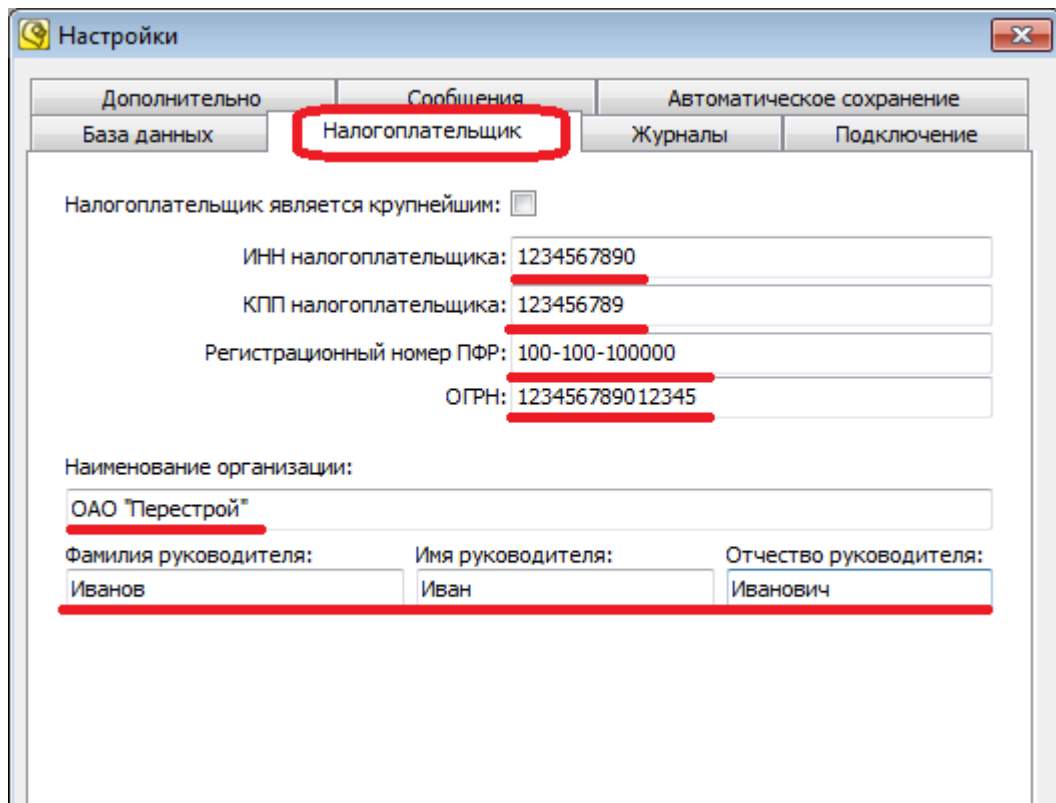 Настройки
Дополнительно Сообщения Автоматическое сохранение
База данных Налогоплательщик Журналы Подключение
Налогоплательщик является крупнейшим:
ИНН налогоплательщика: 1234567890
КПП налогоплательщика: 123456789
Регистрационный номер ПФР: 100-100-100000
ОГРН: 123456789012345
Наименование организации:
ОАО "Перестрой"
Фамилия руководителя: Имя руководителя: Отчество руководителя:
Иванов Иван Иванович